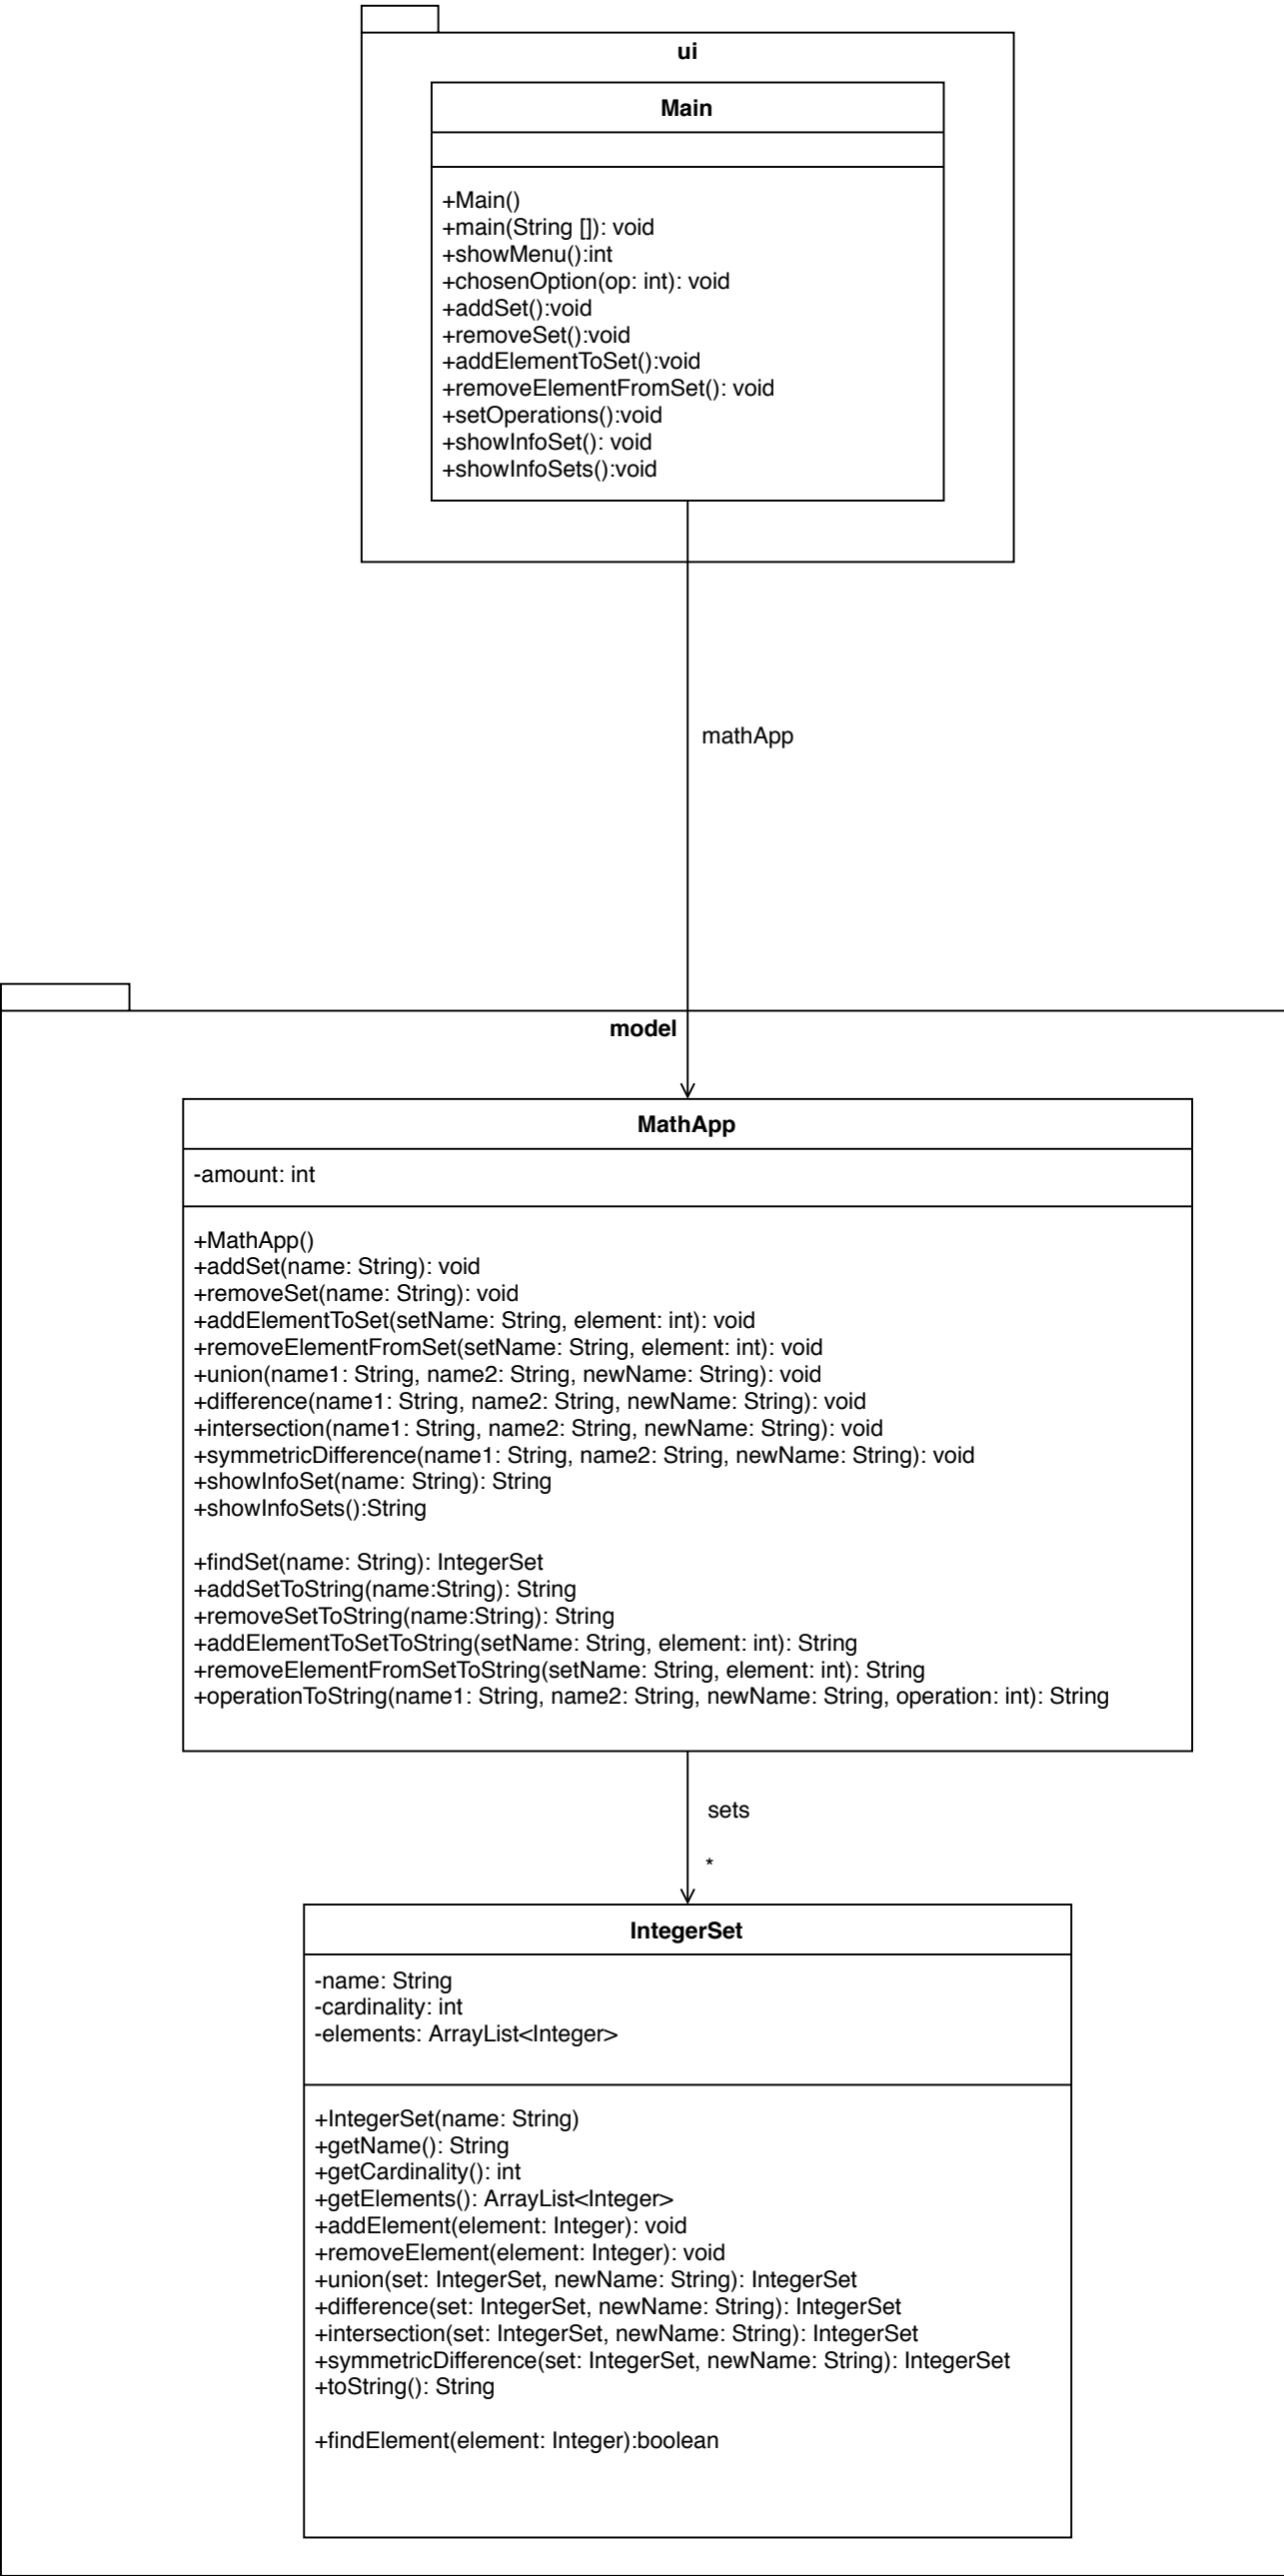 ui
Main
+Main()
+main(String []): void
+showMenu():int
+chosenOption(op: int): void
+addSet():void
+removeSet():void
+addElementToSet():void
+removeElementFromSet(): void
+setOperations():void
+showInfoSet(): void
+showInfoSets():void
mathApp
model
MathApp
-amount: int
+MathApp()
+addSet(name: String): void
+removeSet(name: String): void
+addElementToSet(setName: String, element: int): void
+removeElementFromSet(setName: String, element: int): void
+union(name1: String, name2: String, newName: String): void
+difference(name1: String, name2: String, newName: String): void
+intersection(name1: String, name2: String, newName: String): void
+symmetricDifference(name1: String, name2: String, newName: String): void
+showInfoSet(name: String): String
+showInfoSets():String
+findSet(name: String): IntegerSet
+addSetToString(name:String): String
+removeSetToString(name:String): String
+addElementToSetToString(setName: String, element: int): String
+removeElementFromSetToString(setName: String, element: int): String
+operationToString(name1: String, name2: String, newName: String, operation: int): String
sets
*
IntegerSet
-name: String
-cardinality: int
-elements: ArrayList<Integer>
+IntegerSet(name: String)
+getName(): String
+getCardinality(): int
+getElements(): ArrayList<Integer>
+addElement(element: Integer): void
+removeElement(element: Integer): void
+union(set: IntegerSet, newName: String): IntegerSet
+difference(set: IntegerSet, newName: String): IntegerSet
+intersection(set: IntegerSet, newName: String): IntegerSet
+symmetricDifference(set: IntegerSet, newName: String): IntegerSet
+toString(): String
+findElement(element: Integer):boolean